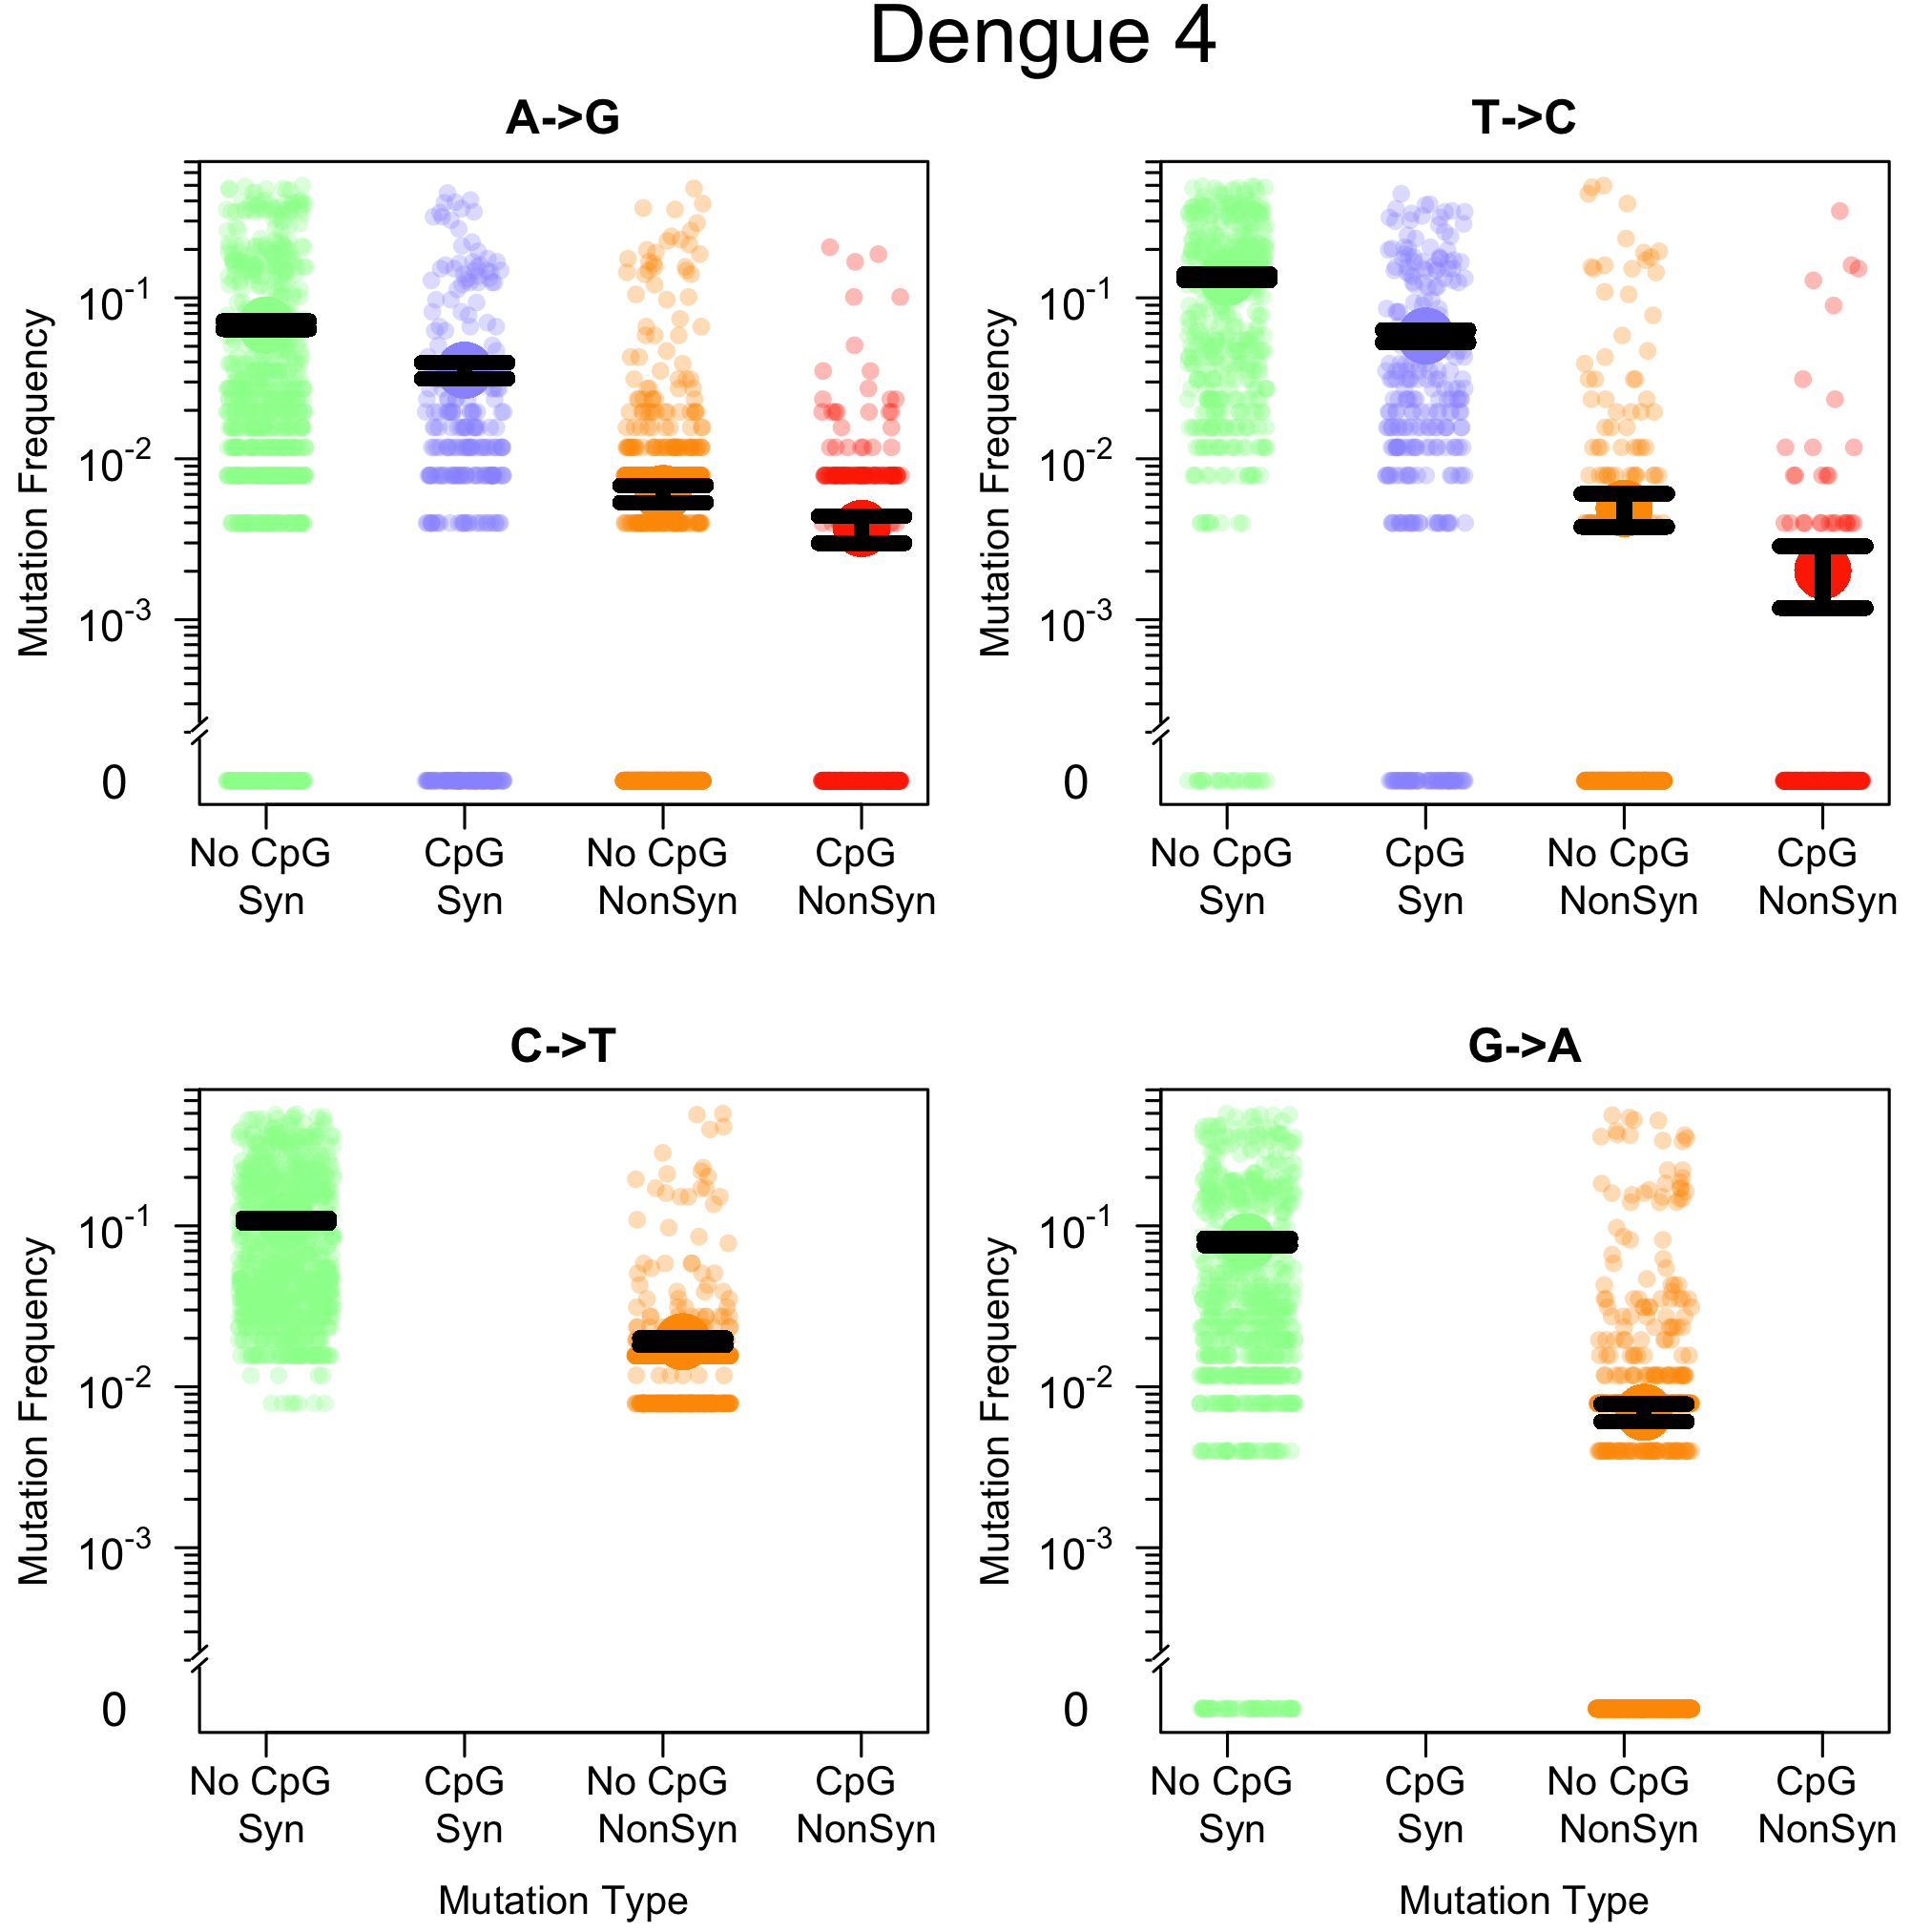 Dengue 4
A->G
Mutation Frequency
10-1
10-2
10-3
0
No CpG CpG No CpG CpG
Syn Syn NonSyn NonSyn
T->C
Mutation Frequency
10-1
10-2
10-3
0
No CpG CpG No CpG CpG
Syn Syn NonSyn NonSyn
C->T
Mutation Frequency
10-1
10-2
10-3
0
No CpG CpG No CpG CpG
Syn Syn NonSyn NonSyn
Mutation Type
G->A
Mutation Frequency
10-1
10-2
10-3
0
No CpG CpG No CpG CpG
Syn Syn NonSyn NonSyn
Mutation Type